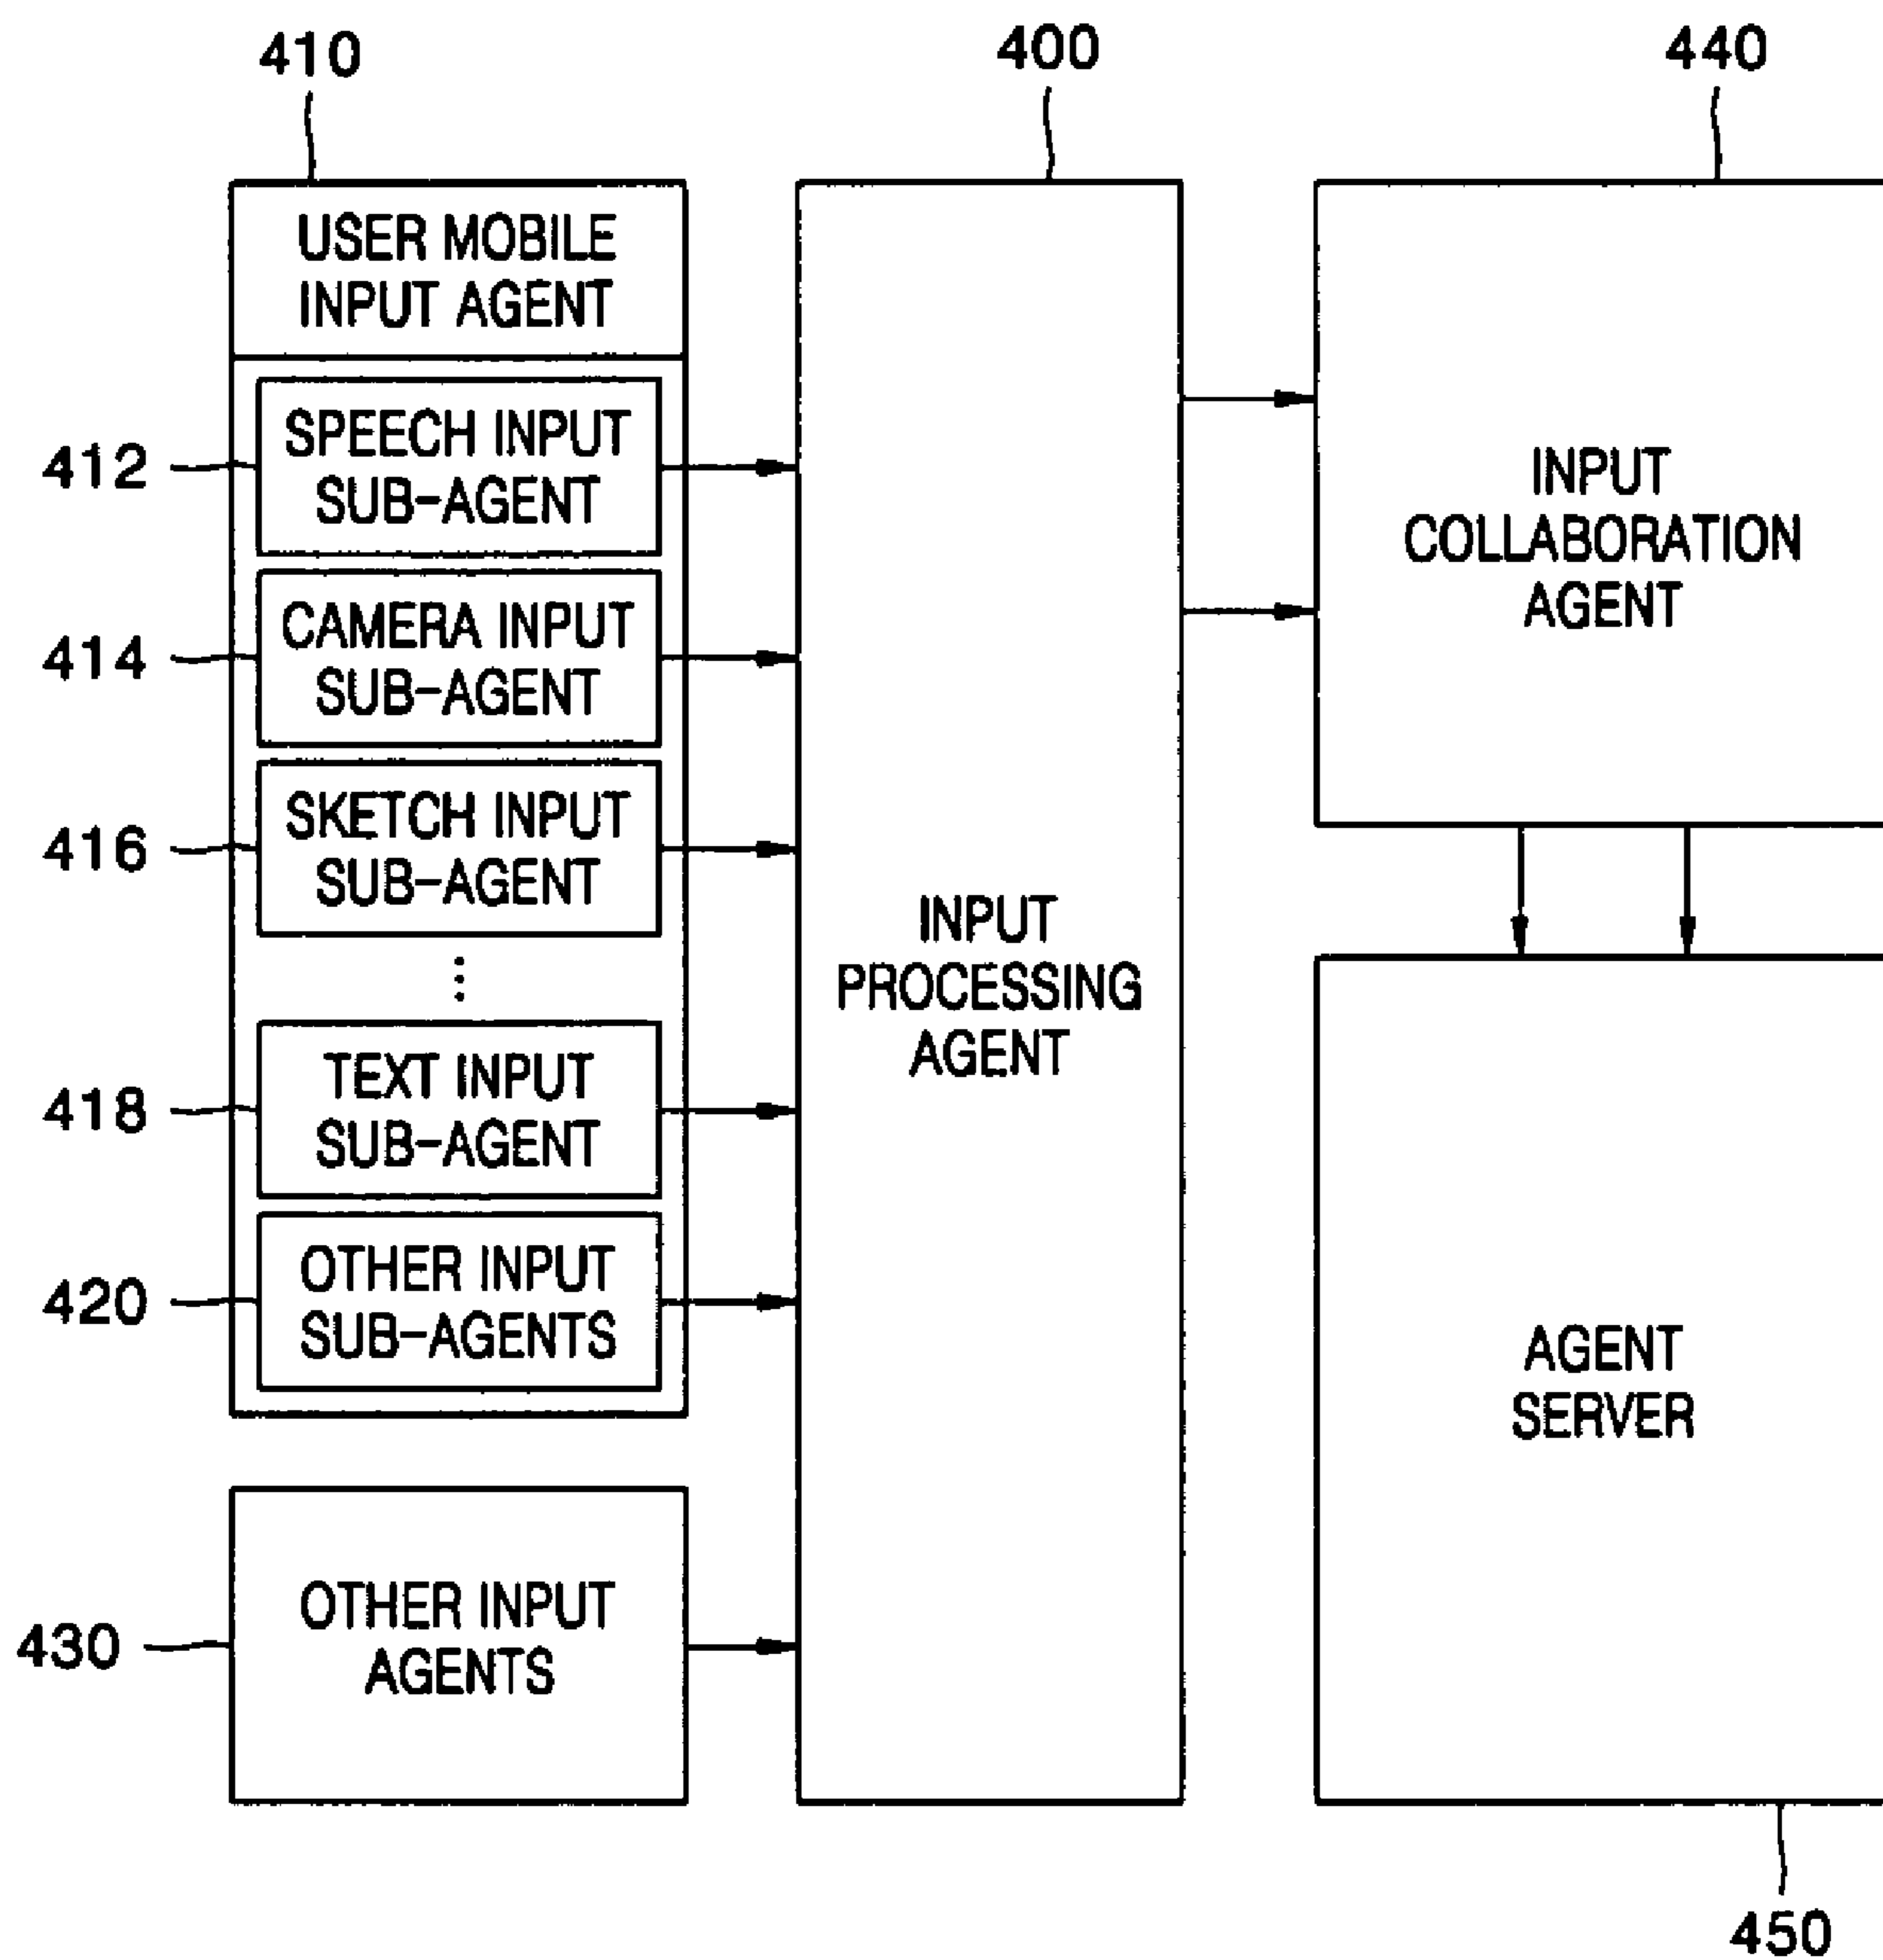 410
400
440
USER MOBILE
INPUT AGENT
412
SPEECH INPUT
SUB-AGENT
414
CAMERA INPUT
SUB-AGENT
416
SKETCH INPUT
SUB-AGENT
⋮
418
TEXT INPUT
SUB-AGENT
420
OTHER INPUT
SUB-AGENTS
430
OTHER INPUT
AGENTS
INPUT
PROCESSING
AGENT
INPUT
COLLABORATION
AGENT
AGENT
SERVER
450